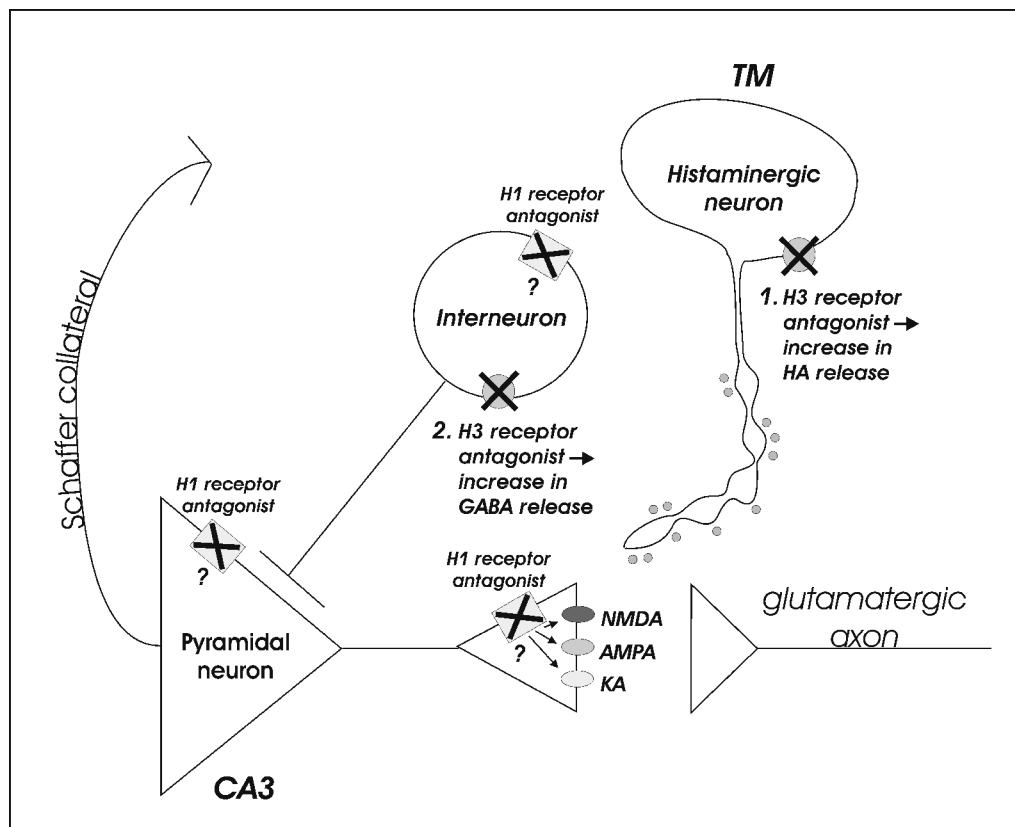 TM
Histaminergic
neuron
1. H3 receptor
antagonist →
increase in
HA release
H1 receptor
antagonist
?
Interneuron
2. H3 receptor
antagonist →
increase in
GABA release
Schaffer collateral
H1 receptor
antagonist
?
Pyramidal
neuron
CA3
H1 receptor
antagonist
?
NMDA
AMPA
KA
glutamatergic
axon